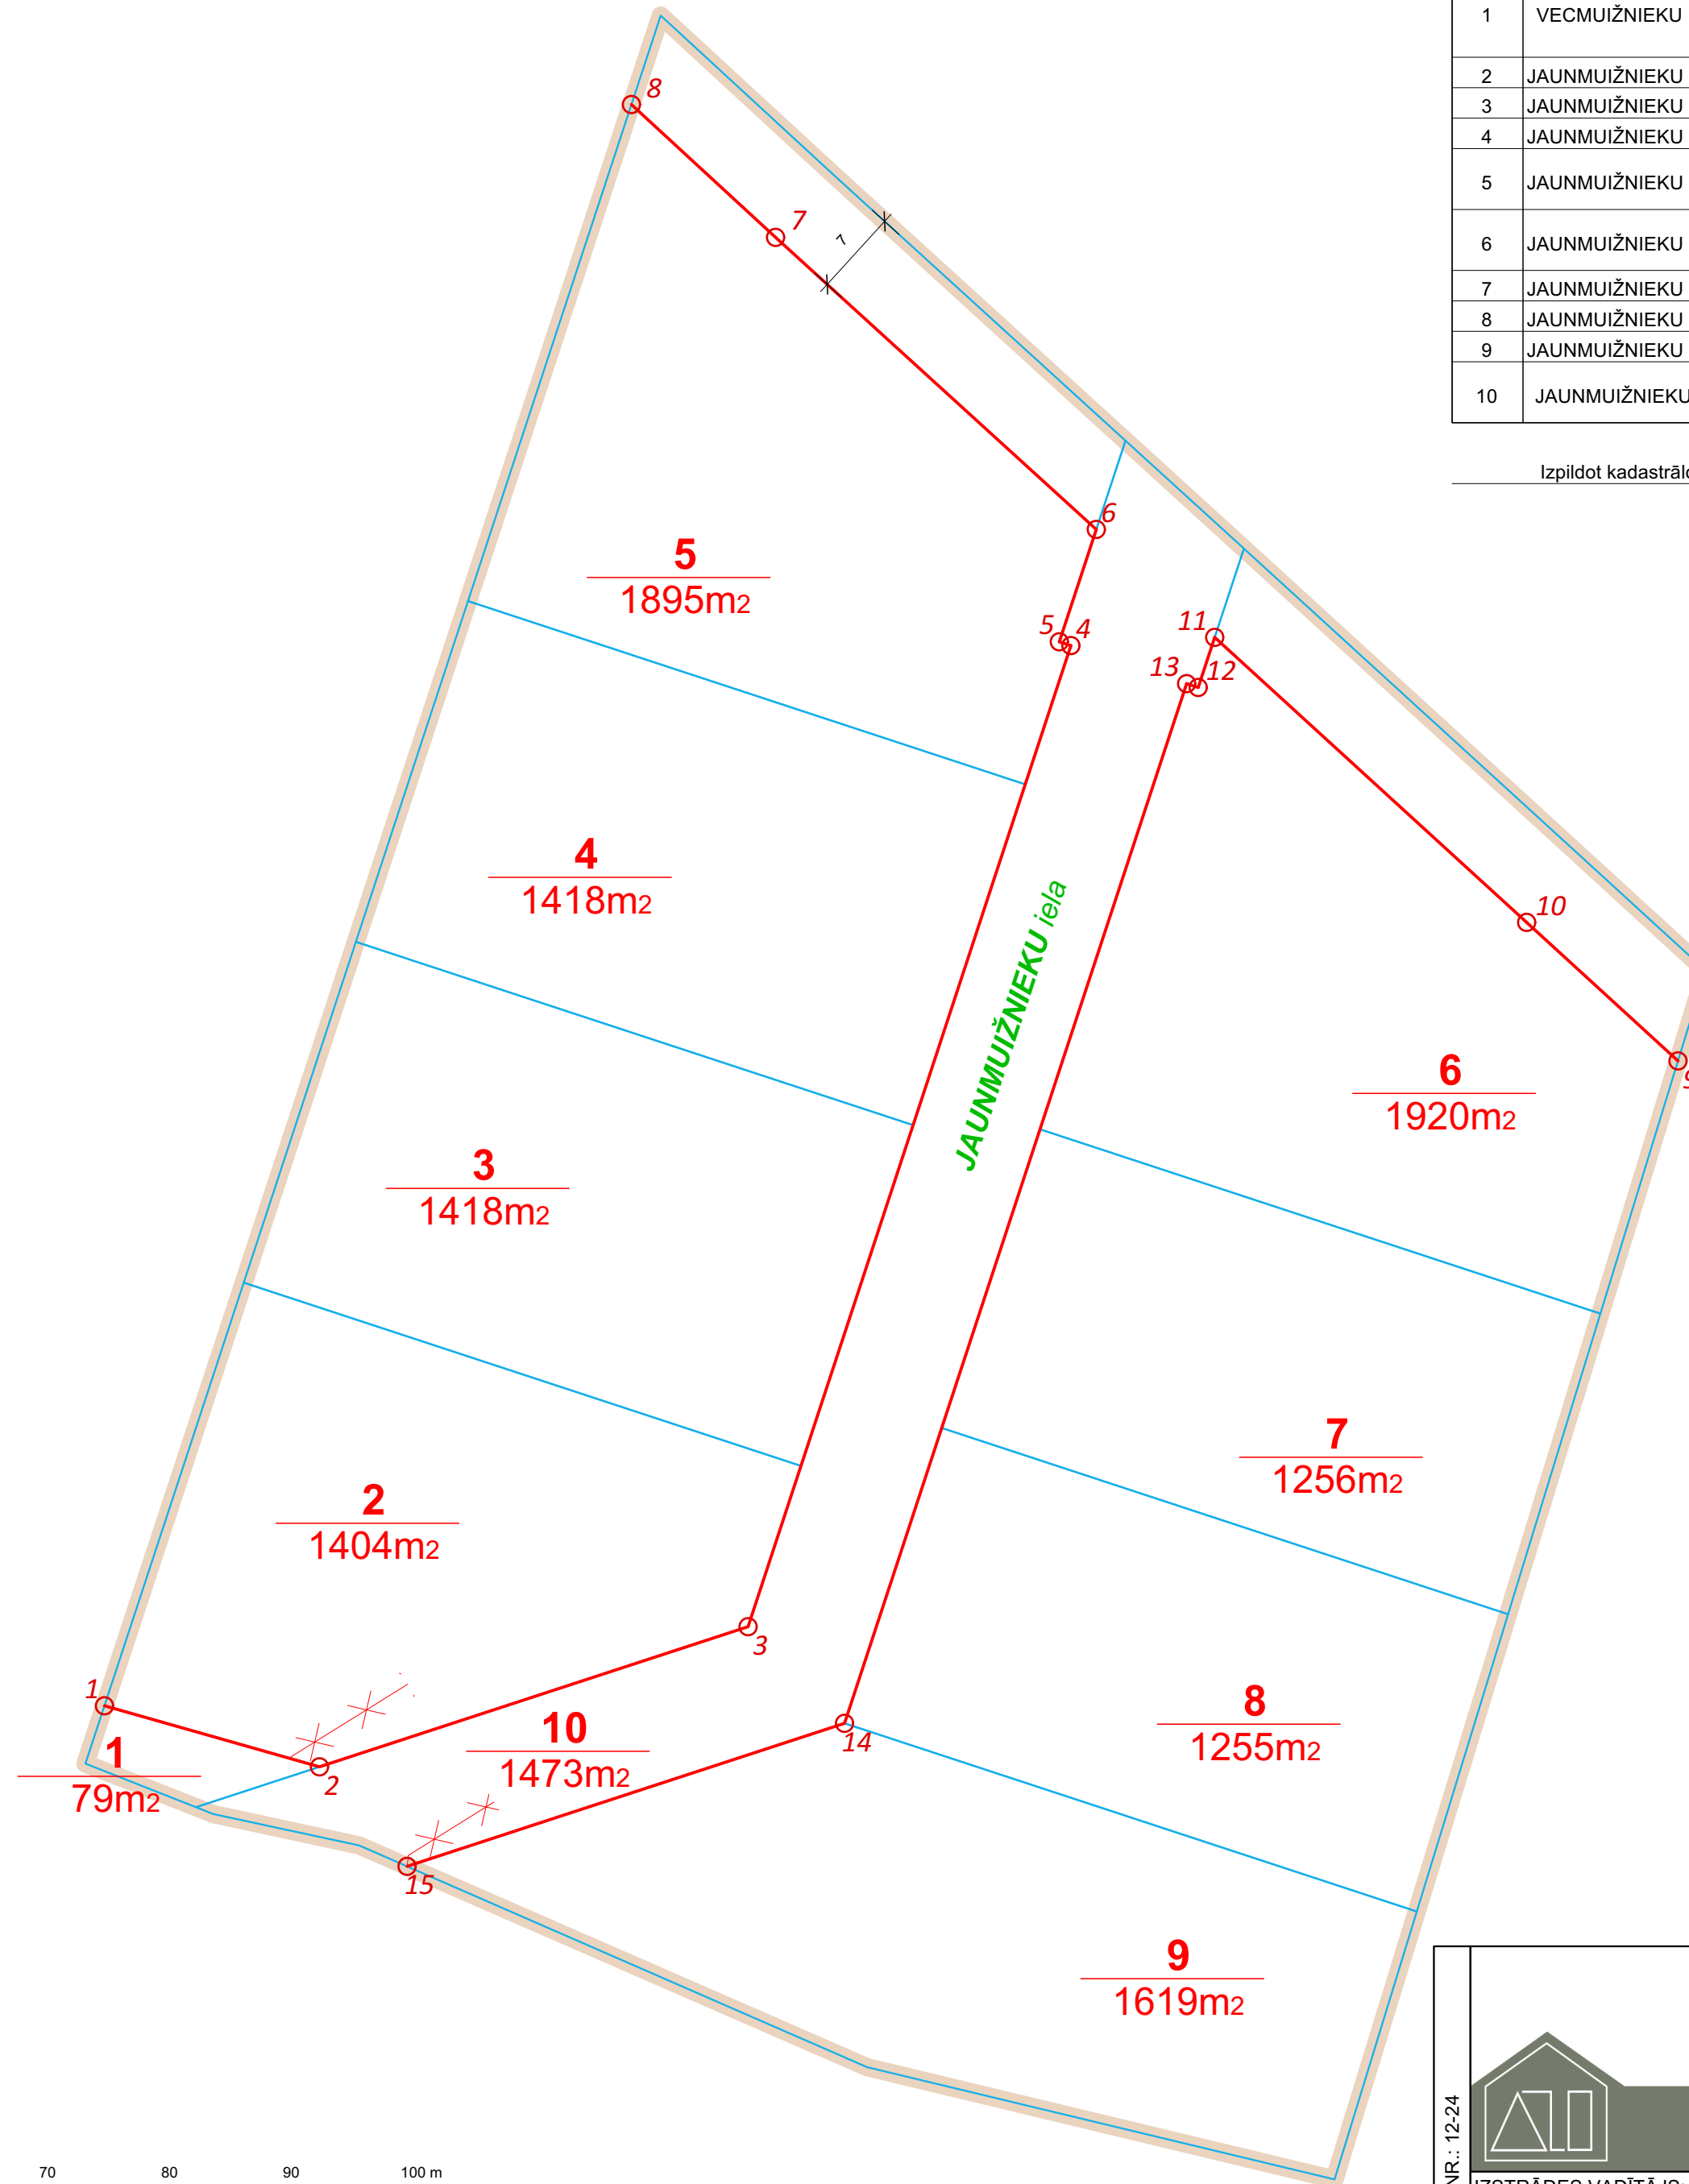 1 VECMUIŽNIEKU
2 JAUNMUIŽNIEKU
3 JAUNMUIŽNIEKU
4 JAUNMUIŽNIEKU
5 JAUNMUIŽNIEKU
6 JAUNMUIŽNIEKU
7 JAUNMUIŽNIEKU
8 JAUNMUIŽNIEKU
9 JAUNMUIŽNIEKU
10 JAUNMUIŽNIEKU
Izpildot
8
7
7
6
5
1895m2
5
4
11
13
12
4
1418m2
10
JAUNMUIŽNIEKU iela
9
6
1920m2
3
1418m2
7
1256m2
2
1404m2
3
1
8
1255m2
10
1473m2
14
1
79m2
2
15
9
1619m2
NR.: 12-24
70 80 90 100 m
IZSTRĀDES